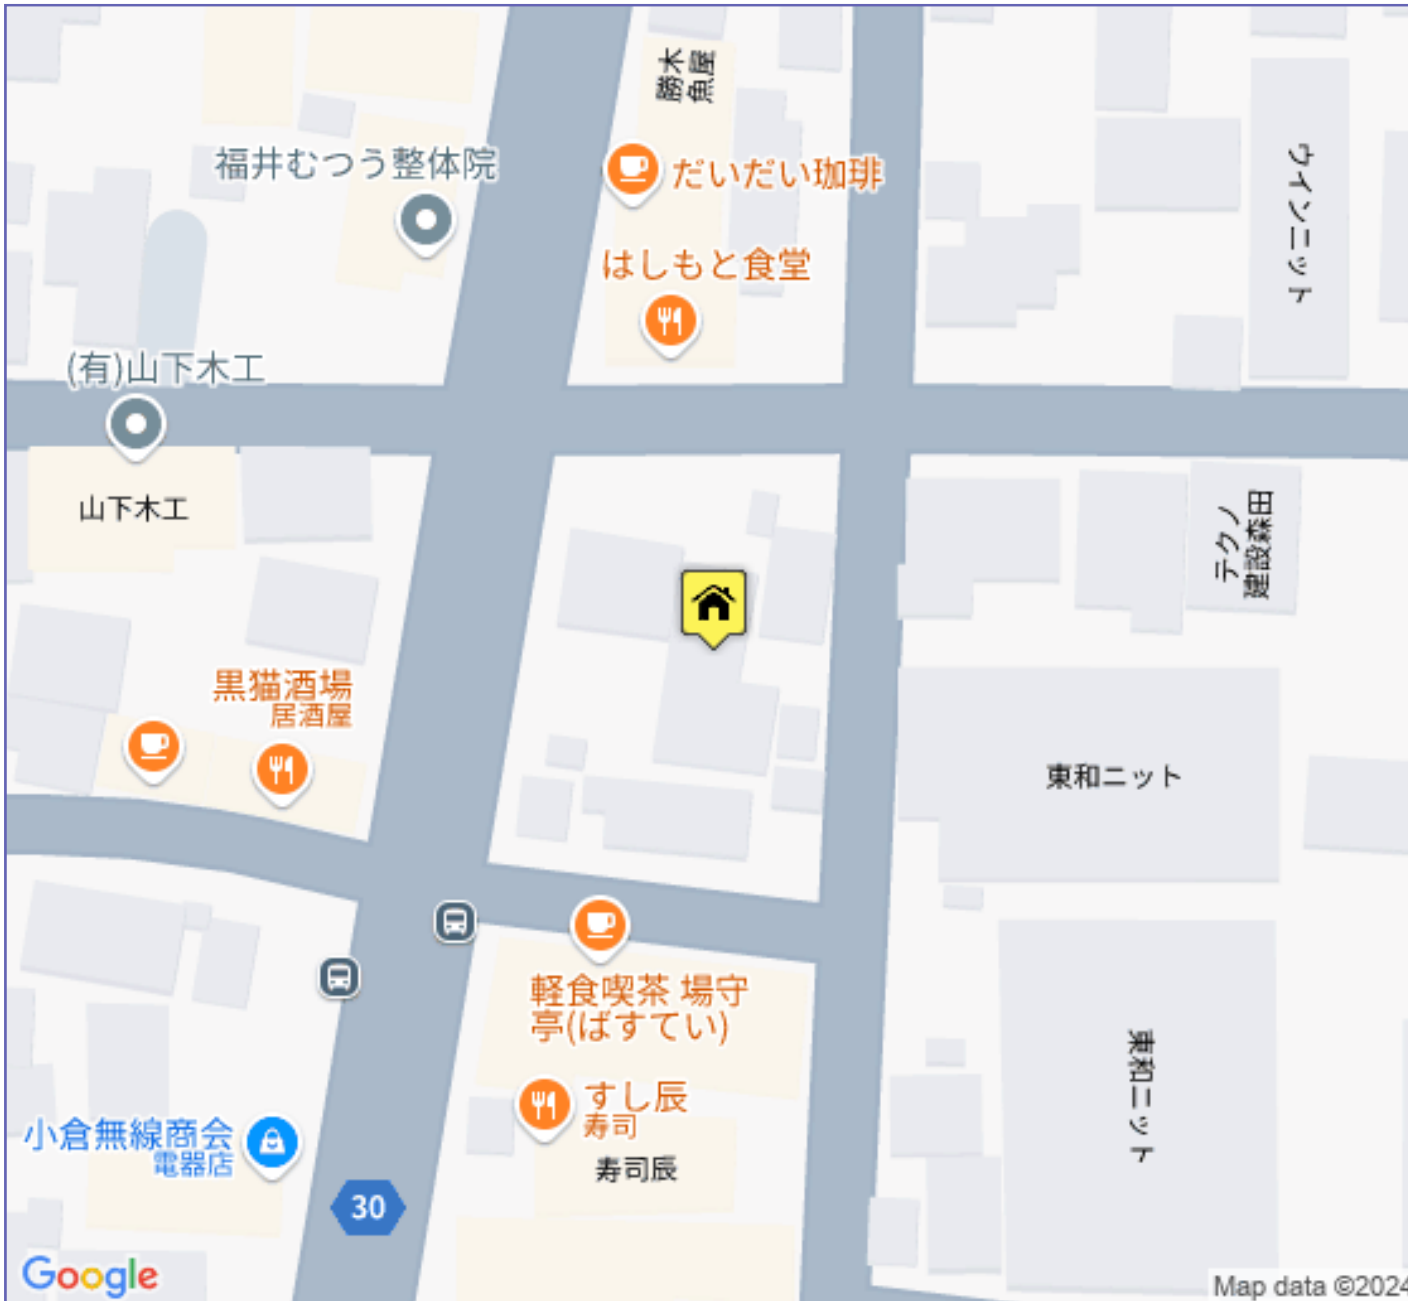 勝木
魚屋
福井むつう整体院
だいだい珈琲
ウインニット
はしもと食堂
(有)山下木工
山下木工
テクノ
建設森田
黒猫酒場
居酒屋
東和ニット
軽食喫茶 場守
亭(ばすてい)
東和ニット
すし辰
寿司
小倉無線商会
電器店
寿司辰
30
Google
Map data ©2024